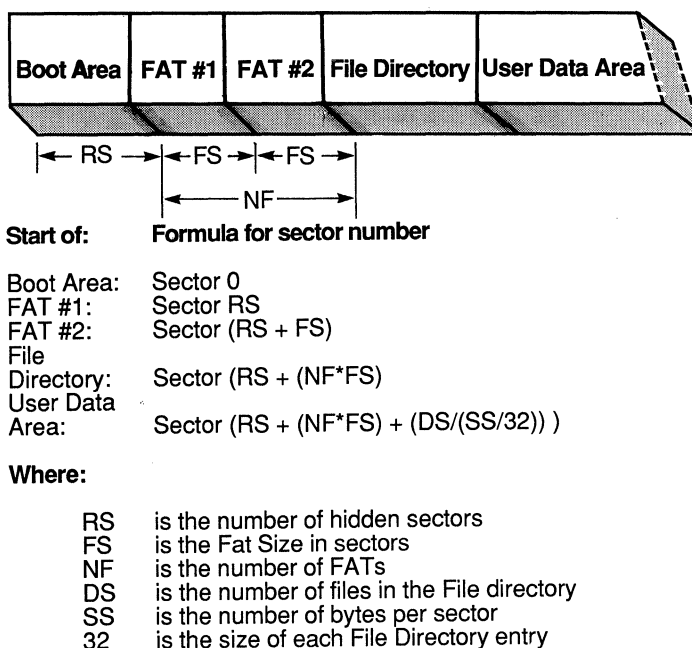 Boot Area FAT #1 FAT #2 File Directory User Data Area
RS FS FS
NF
Start of: Formula for sector number
Boot Area: Sector 0
FAT #1: Sector RS
FAT #2: Sector (RS + FS)
File
Directory: Sector (RS + (NF*FS)
User Data
Area: Sector (RS + (NF*FS) + (DS/(SS/32)) )
Where:
RS is the number of hidden sectors
FS is the Fat Size in sectors
NF is the number of FATs
DS is the number of files in the File directory
SS is the number of bytes per sector
32 is the size of each File Directory entry